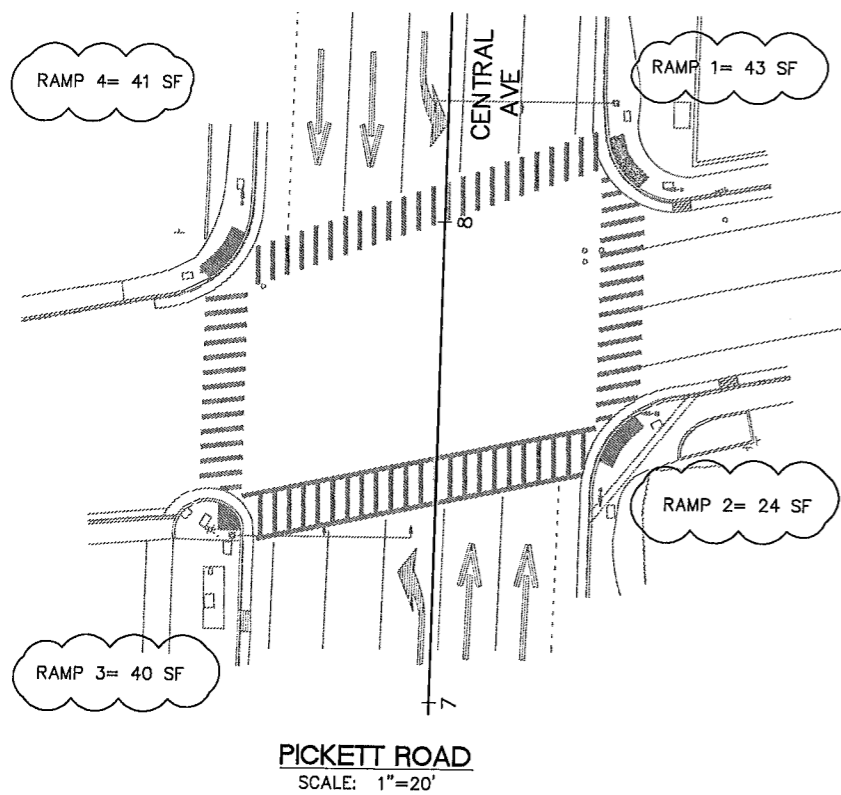 RAMP 4= 41 SF
CENTRAL
AVE
RAMP 1= 43 SF
8
RAMP 2= 24 SF
RAMP 3= 40 SF
7
PICKETT ROAD
SCALE: 1"=20'